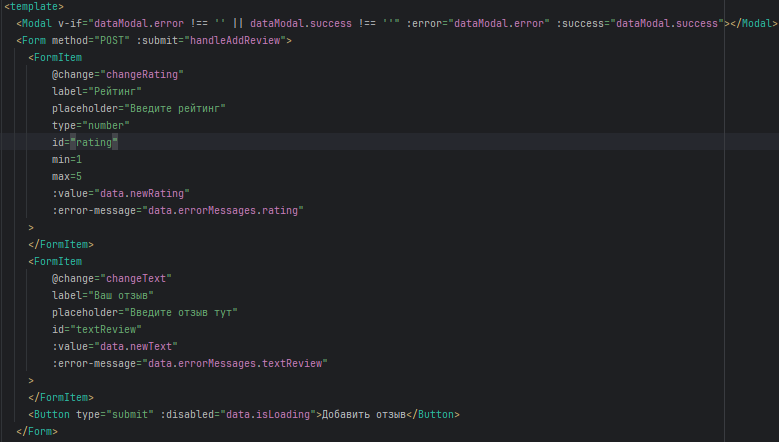 <template>
  <Modal v-if="dataModal.error !== '' || dataModal.success !== ''" :error="dataModal.error" :success="dataModal.success"></Modal>
  <Form method="POST" :submit="handleAddReview">
    <FormItem
        @change="changeRating"
        label="Рейтинг"
        placeholder="Введите рейтинг"
        type="number"
        id="rating"
        min=1
        max=5
        :value="data.newRating"
        :error-message="data.errorMessages.rating"
    >
    </FormItem>
    <FormItem
        @change="changeText"
        label="Ваш отзыв"
        placeholder="Введите отзыв тут"
        id="textReview"
        :value="data.newText"
        :error-message="data.errorMessages.textReview"
    >
    </FormItem>
    <Button type="submit" :disabled="data.isLoading">Добавить отзыв</Button>
  </Form>